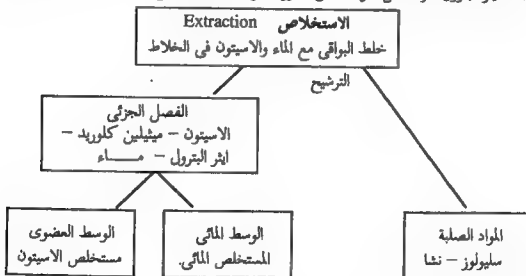 الاستخلاص Extraction
خلط البواقى مع الماء والاسيتون فى الخلاط
الترشيح
الفصل الجزئى
الاسيتون – ميثيلين كلوريد –
ايثر البترول – مـــاء
الوسط العضوى
مستخلص الاسيتون
الوسط المائى
المستخلص المائى.
المواد الصلبة
سليولوز – نشا